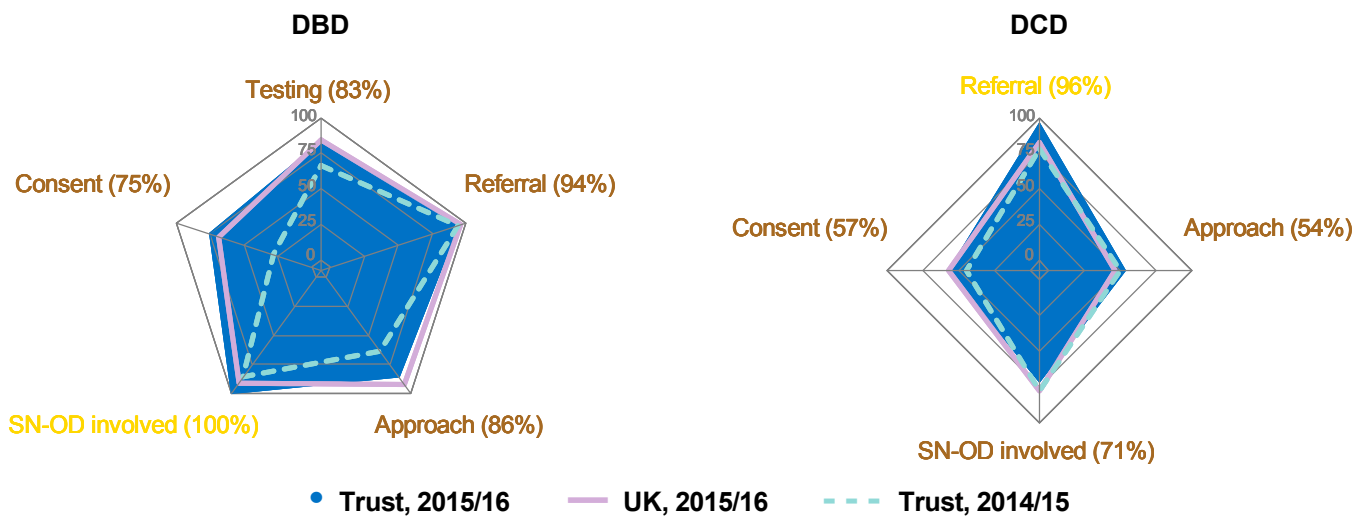 DBD
Testing (83%)
100
75
50
25
0
Consent (75%)
Referral (94%)
SN-OD involved (100%)
Approach (86%)
DCD
Referral (96%)
100
75
50
25
0
Consent (57%)
Approach (54%)
SN-OD involved (71%)
Trust, 2015/16
UK, 2015/16
Trust, 2014/15